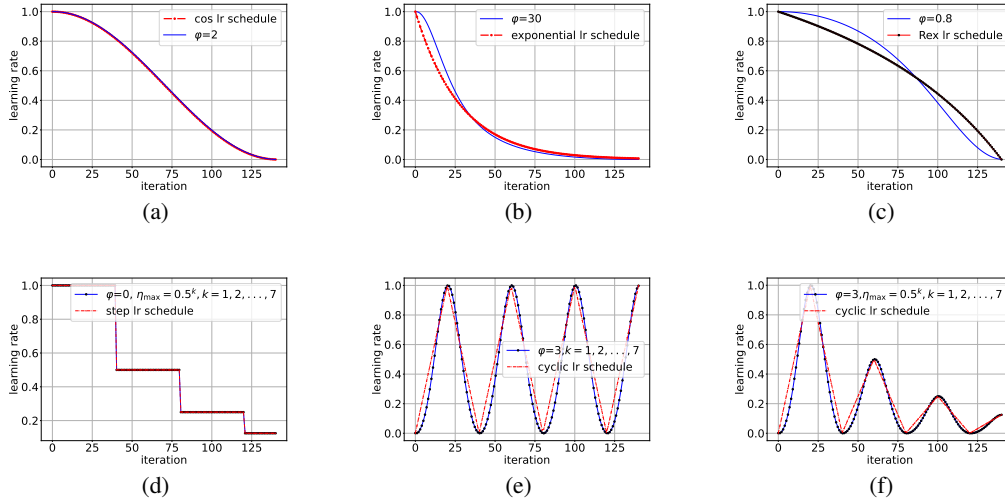 1.0
0.8
0.6
0.4
0.2
0.0
learning rate
cos lr schedule
φ=2
0 25 50 75 100 125
iteration
(a)
1.0
0.8
0.6
0.4
0.2
0.0
learning rate
φ=30
exponential lr schedule
0 25 50 75 100 125
iteration
(b)
1.0
0.8
0.6
0.4
0.2
0.0
learning rate
φ=0.8
Rex lr schedule
0 25 50 75 100 125
iteration
(c)
1.0
0.8
0.6
0.4
0.2
learning rate
φ=0, η_max = 0.5^k, k = 1, 2, . . . , 7
step lr schedule
0 25 50 75 100 125
iteration
(d)
1.0
0.8
0.6
0.4
0.2
0.0
learning rate
φ=3,k = 1, 2, . . . , 7
cyclic lr schedule
0 25 50 75 100 125
iteration
(e)
1.0
0.8
0.6
0.4
0.2
0.0
learning rate
φ=3,η_max = 0.5^k, k = 1, 2, . . . , 7
cyclic lr schedule
0 25 50 75 100 125
iteration
(f)